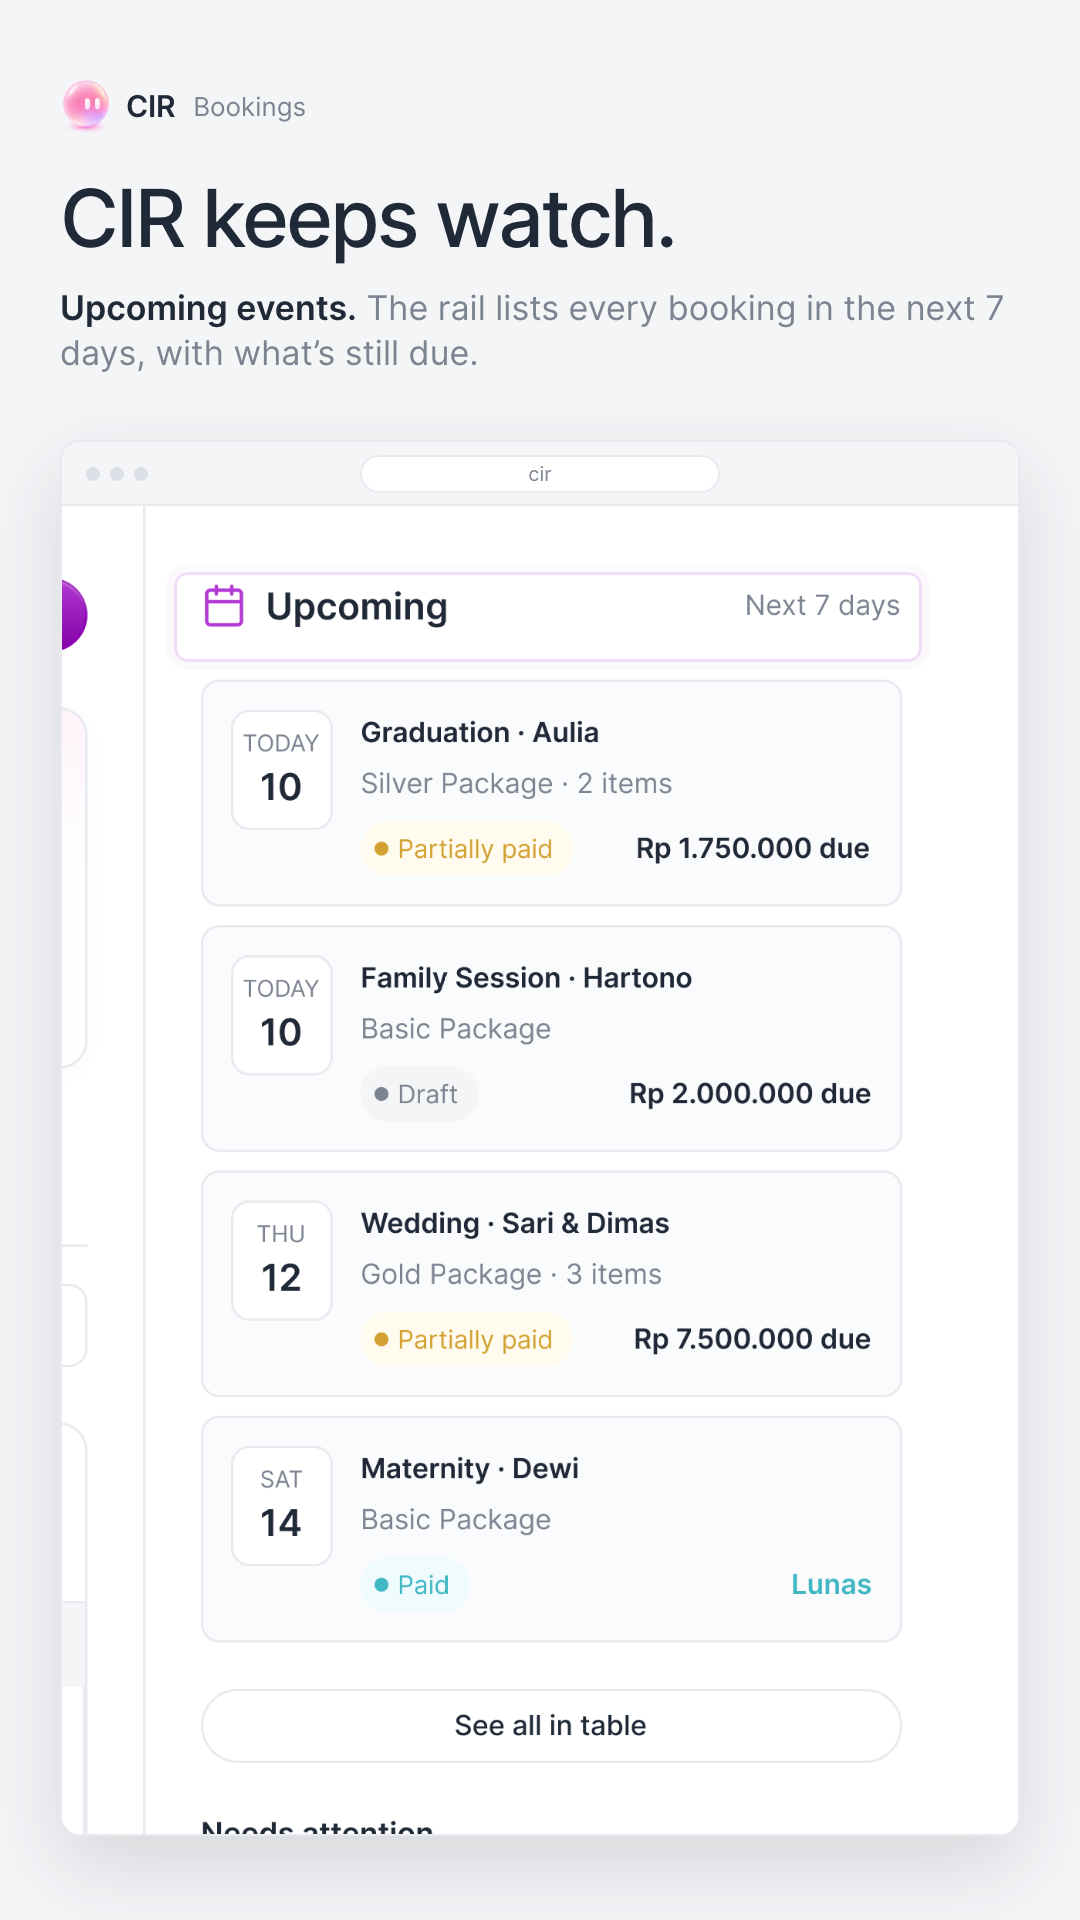 CIR Bookings
CIR keeps watch.
Upcoming events. The rail lists every booking in the next 7
days, with what’s still due.
cir
Upcoming Next 7 days
TODAY
10
Graduation · Aulia
Silver Package · 2 items
Partially paid Rp 1.750.000 due
TODAY
10
Family Session · Hartono
Basic Package
Draft Rp 2.000.000 due
THU
12
Wedding · Sari & Dimas
Gold Package · 3 items
Partially paid Rp 7.500.000 due
SAT
14
Maternity · Dewi
Basic Package
Paid Lunas
See all in table
Needs attention